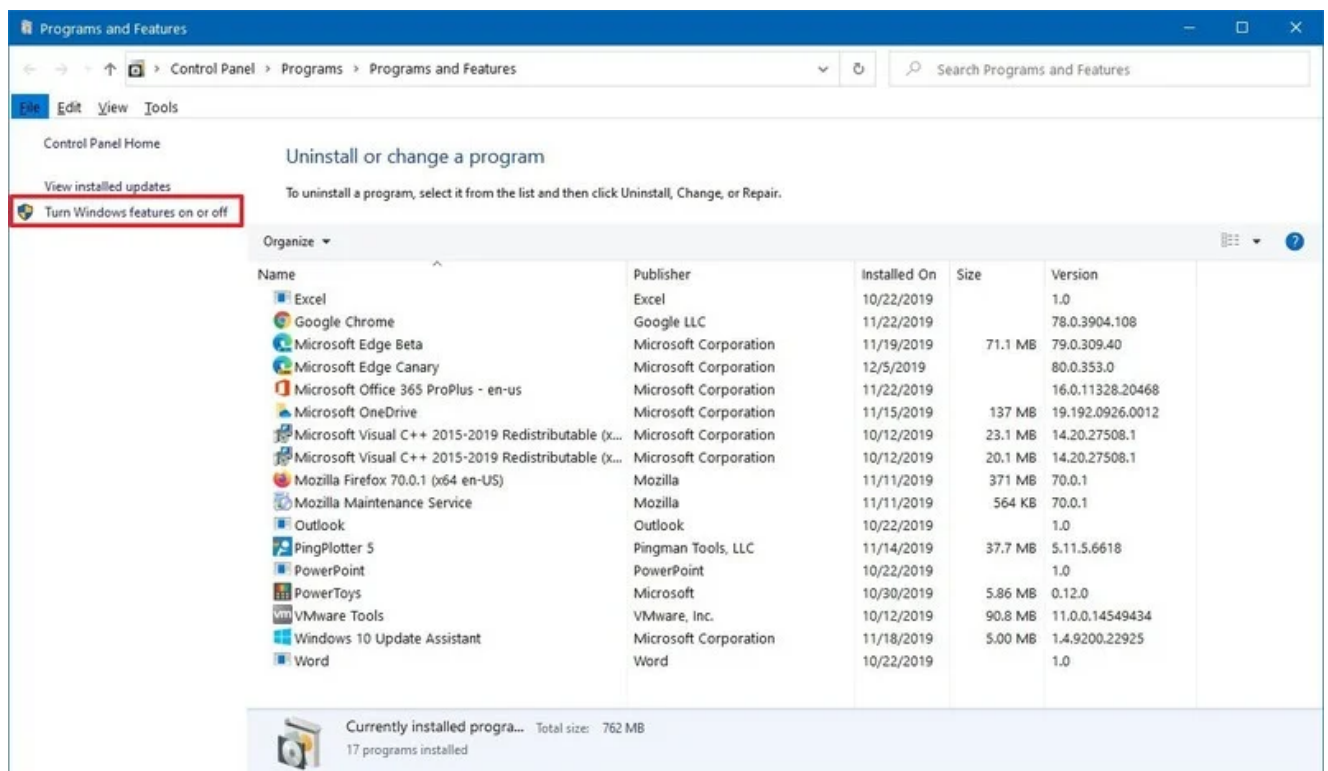 Programs and Features
Control Panel > Programs > Programs and Features
Search Programs and Features
File Edit View Tools
Control Panel Home
View installed updates
Turn Windows features on or off
Uninstall or change a program
To uninstall a program, select it from the list and then click Uninstall, Change, or Repair.
Organize
Name Publisher Installed On Size Version
Excel Excel 10/22/2019 1.0
Google Chrome Google LLC 11/22/2019 78.0.3904.108
Microsoft Edge Beta Microsoft Corporation 11/19/2019 71.1 MB 79.0.309.40
Microsoft Edge Canary Microsoft Corporation 12/5/2019 80.0.353.0
Microsoft Office 365 ProPlus - en-us Microsoft Corporation 11/22/2019 16.0.11328.20468
Microsoft OneDrive Microsoft Corporation 11/15/2019 137 MB 19.192.0926.0012
Microsoft Visual C++ 2015-2019 Redistributable (x... Microsoft Corporation 10/12/2019 23.1 MB 14.20.27508.1
Microsoft Visual C++ 2015-2019 Redistributable (x... Microsoft Corporation 10/12/2019 20.1 MB 14.20.27508.1
Mozilla Firefox 70.0.1 (x64 en-US) Mozilla 11/11/2019 371 MB 70.0.1
Mozilla Maintenance Service Mozilla 11/11/2019 564 KB 70.0.1
Outlook Outlook 10/22/2019 1.0
PingPlotter 5 Pingman Tools, LLC 11/14/2019 37.7 MB 5.11.5.6618
PowerPoint PowerPoint 10/22/2019 1.0
PowerToys Microsoft 10/30/2019 5.86 MB 0.12.0
vm VMware Tools VMware, Inc. 10/12/2019 90.8 MB 11.0.0.14549434
Windows 10 Update Assistant Microsoft Corporation 11/18/2019 5.00 MB 1.4.9200.22925
Word Word 10/22/2019 1.0
Currently installed progra... Total size: 762 MB
17 programs installed